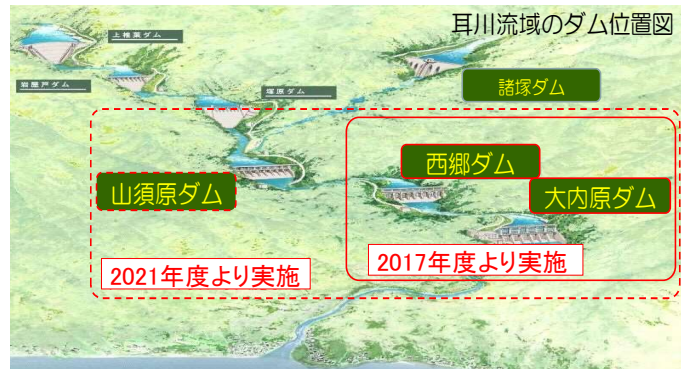 耳川流域のダム位置図
上椎葉ダム
岩屋戸ダム
塚原ダム
諸塚ダム
西郷ダム
山須原ダム
大内原ダム
2017年度より実施
2021年度より実施